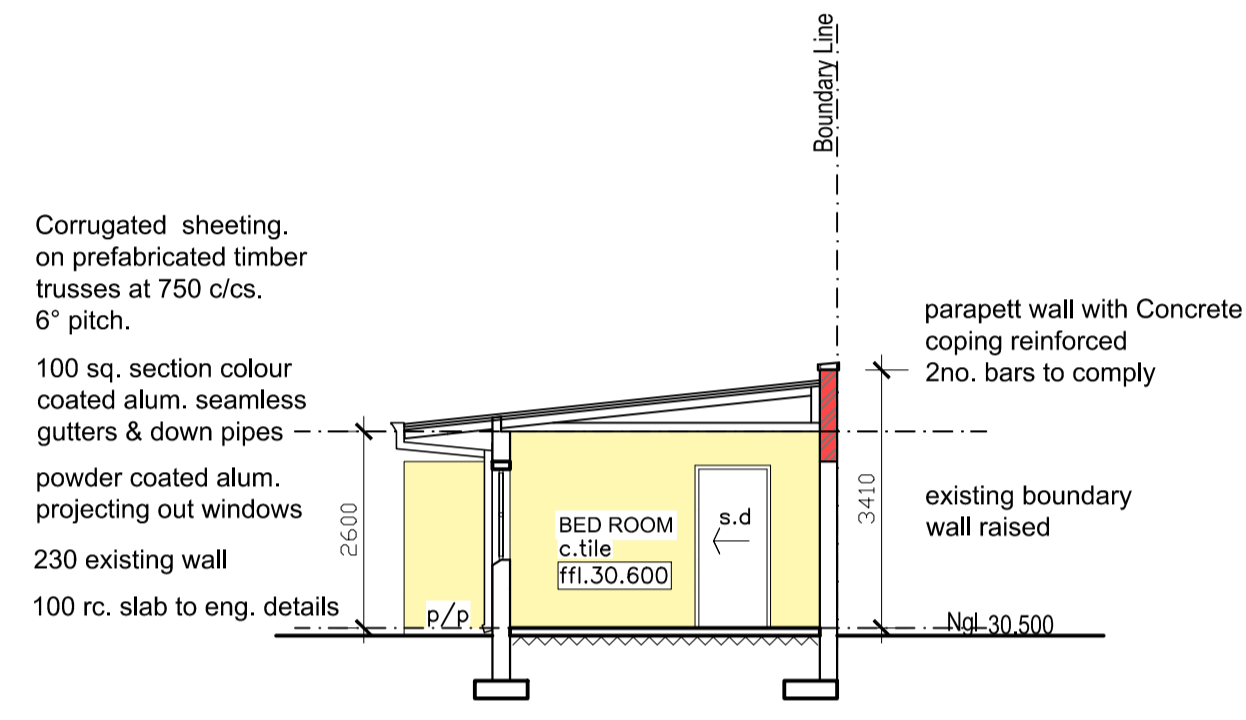 Boundary Line
Corrugated sheeting.
on prefabricated timber
trusses at 750 c/cs.
6° pitch.
100 sq. section colour
coated alum. seamless
gutters & down pipes
powder coated alum.
projecting out windows
230 existing wall
100 rc. slab to eng. details
2600
p/p
BED ROOM
c.tile
ffl.30.600
s.d
3410
parapett wall with Concrete
coping reinforced
2no. bars to comply
existing boundary
wall raised
Ngl 30.500